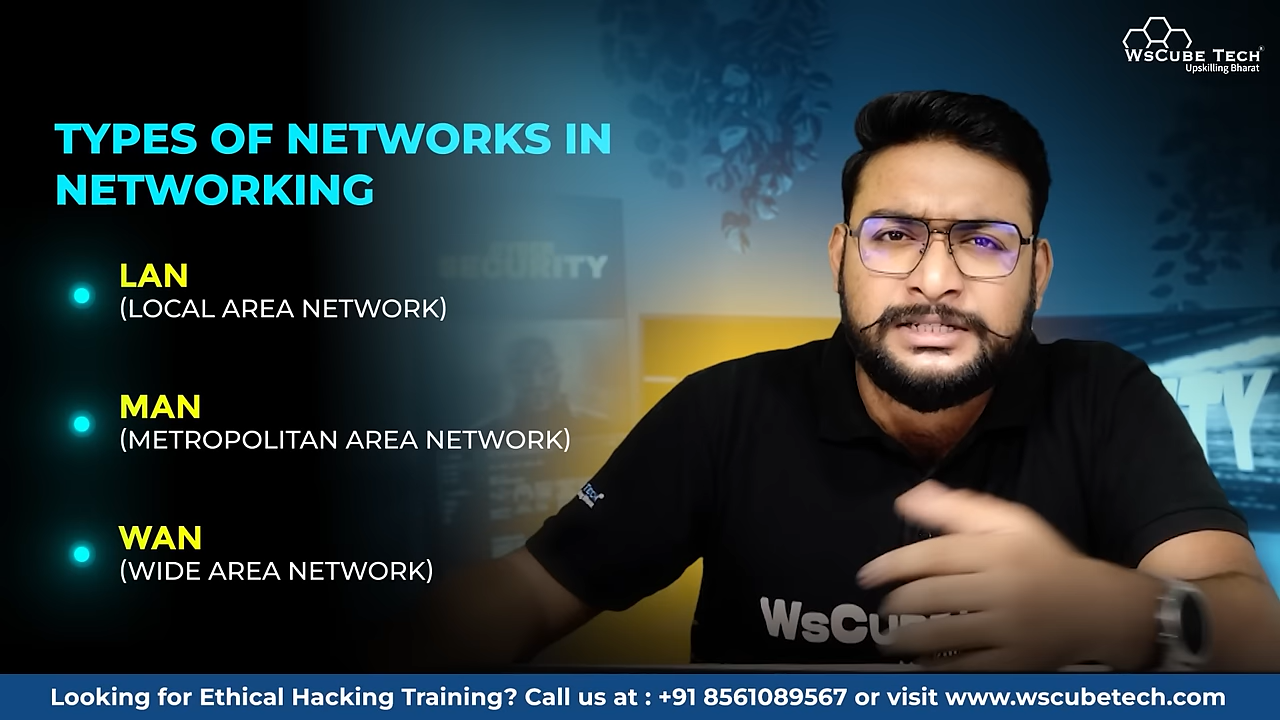 WsCube Tech
Upskilling Bharat
TYPES OF NETWORKS IN
NETWORKING
LAN
(LOCAL AREA NETWORK)
MAN
(METROPOLITAN AREA NETWORK)
WAN
(WIDE AREA NETWORK)
SECURITY
Looking for Ethical Hacking Training? Call us at : +91 8561089567 or visit www.wscubetech.com